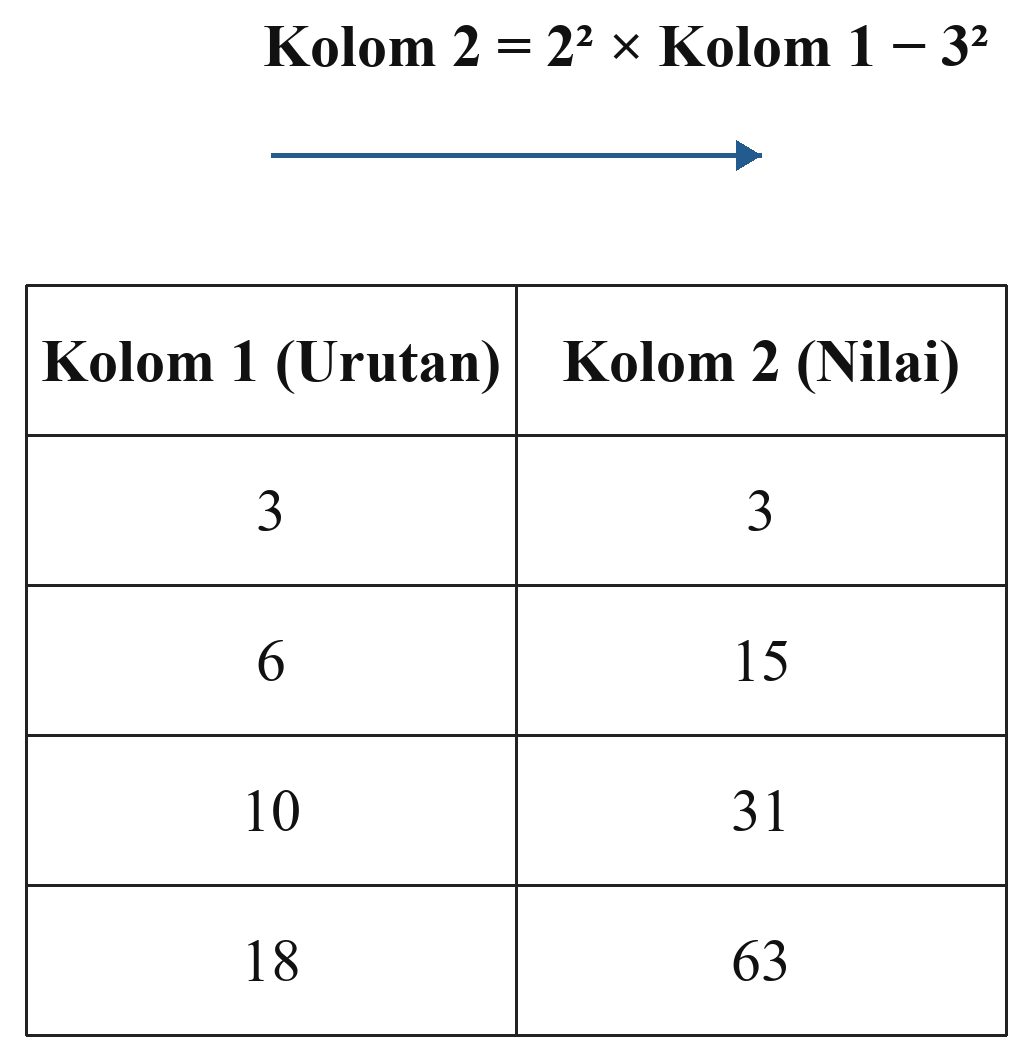 Kolom 2 = 2² × Kolom 1 − 3²
Kolom 1 (Urutan) Kolom 2 (Nilai)
3 3
6 15
10 31
18 63